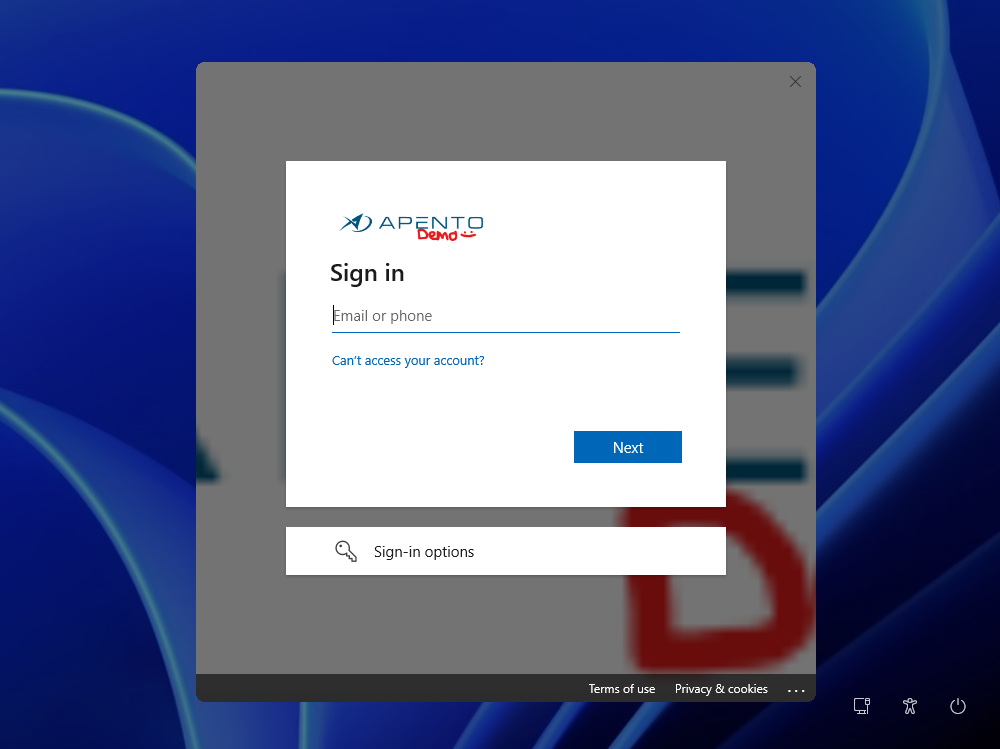 APENTO
Demo
Sign in
Email or phone
Can't access your account?
Next
Sign-in options
E
D
Terms of use Privacy & cookies ...